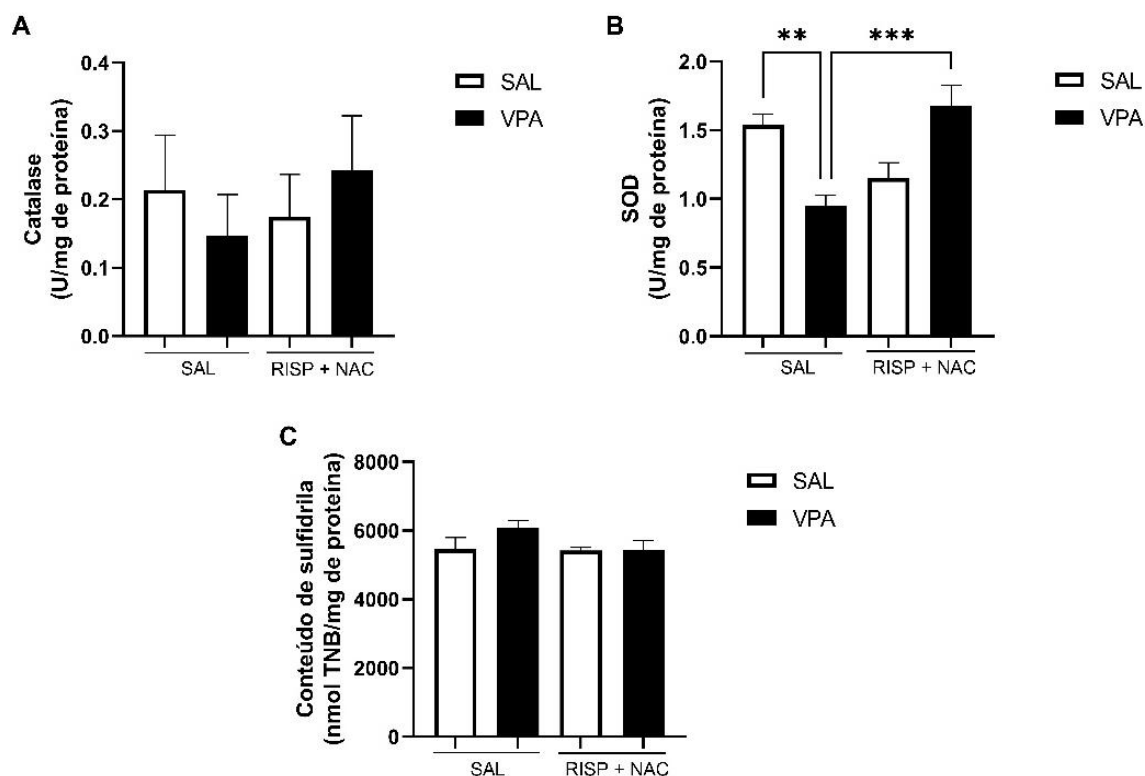 A
Catalase
(U/mg de proteína)
0.4
0.3
0.2
0.1
0.0
SAL
RISP + NAC
SAL
VPA
B
**
***
SOD
(U/mg de proteína)
2.0
1.5
1.0
0.5
0.0
SAL
RISP + NAC
SAL
VPA
C
Conteúdo de sulfidrila
(nmol TNB/mg de proteína)
8000
6000
4000
2000
0
SAL
RISP + NAC
SAL
VPA